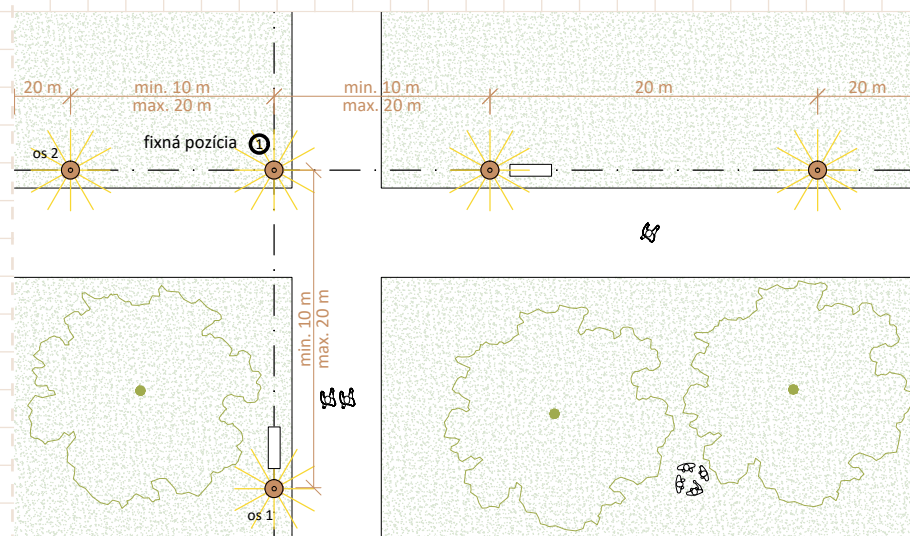 20 m
min. 10 m
max. 20 m
min. 10 m
max. 20 m
20 m
20 m
fixná pozícia
1
os 2
min. 10 m
max. 20 m
os 1